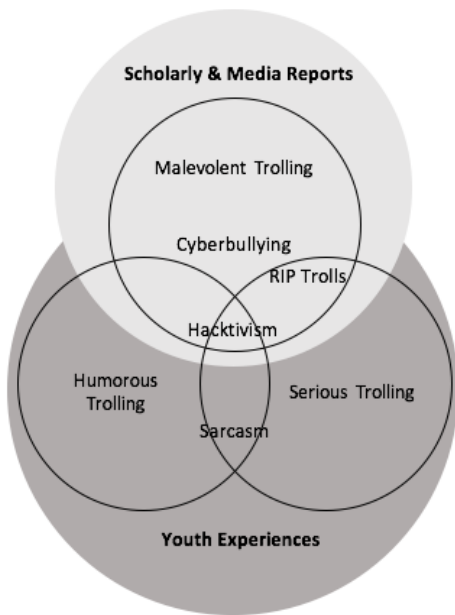 Scholarly & Media Reports
Malevolent Trolling
Cyberbullying
RIP Trolls
Hacktivism
Humorous
Trolling
Serious Trolling
Sarcasm
Youth Experiences